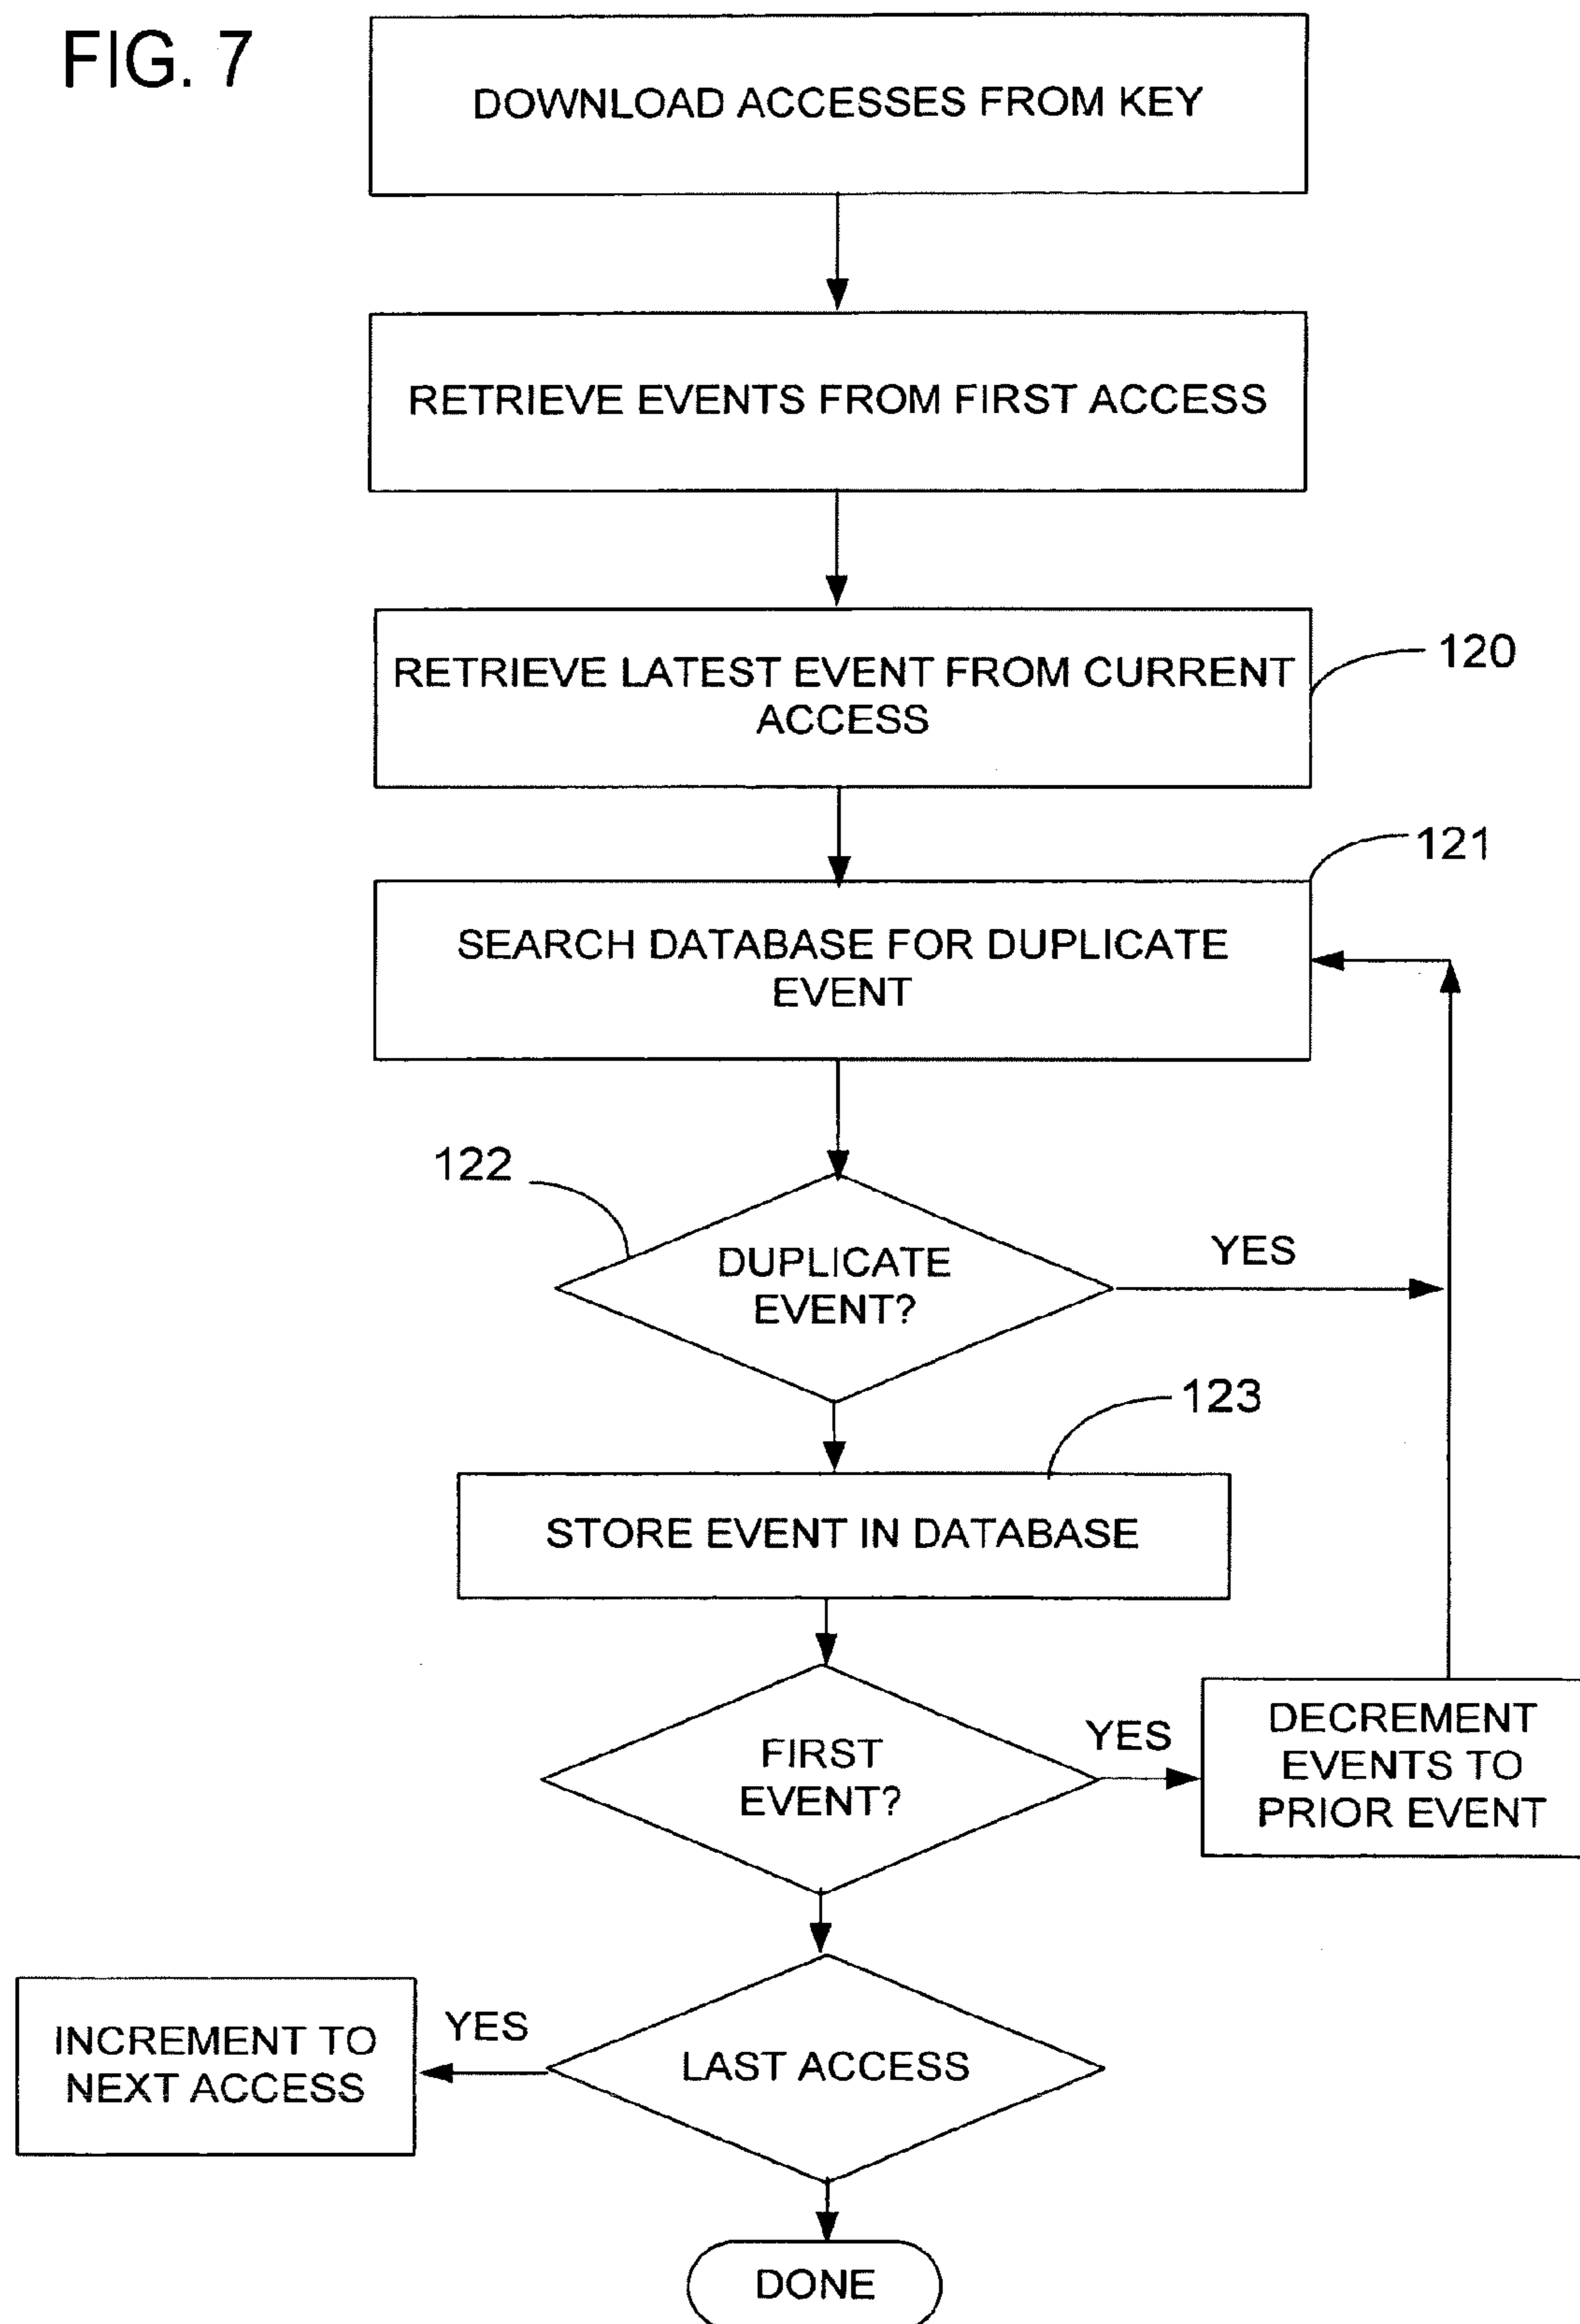 FIG. 7
DOWNLOAD ACCESSES FROM KEY
RETRIEVE EVENTS FROM FIRST ACCESS
RETRIEVE LATEST EVENT FROM CURRENT
ACCESS
120
SEARCH DATABASE FOR DUPLICATE
EVENT
121
122
DUPLICATE
EVENT?
YES
123
STORE EVENT IN DATABASE
FIRST
EVENT?
YES
DECREMENT
EVENTS TO
PRIOR EVENT
INCREMENT TO
NEXT ACCESS
YES
LAST ACCESS
DONE